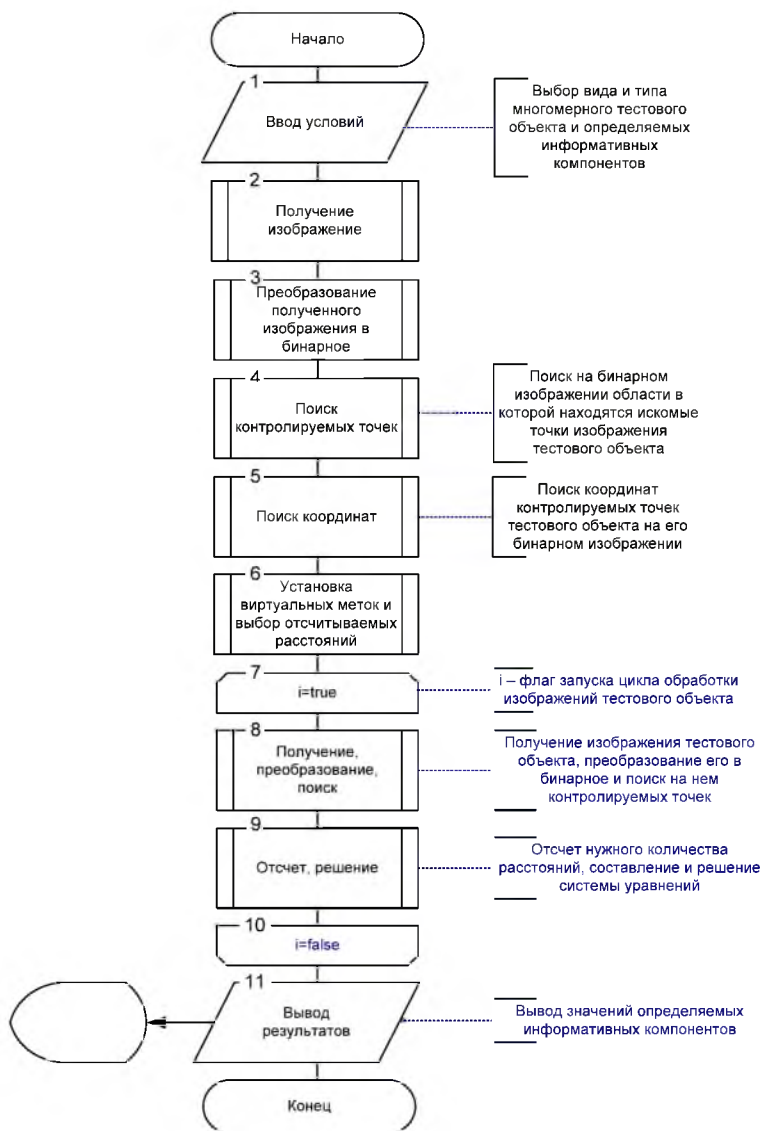 Начало
1
Ввод условий
Выбор вида и типа
многомерного тестового
объекта и определяемых
информативных
компонентов
2
Получение
изображение
3
Преобразование
полученного
изображения в
бинарное
4
Поиск
контролируемых точек
Поиск на бинарном
изображении области в
которой находятся искомые
точки изображения
тестового объекта
5
Поиск координат
Поиск координат
контролируемых точек
тестового объекта на его
бинарном изображении
6
Установка
виртуальных меток и
выбор отсчитываемых
расстояний
7
i=true
i – флаг запуска цикла обработки
изображений тестового объекта
8
Получение,
преобразование,
поиск
Получение изображения тестового
объекта, преобразование его в
бинарное и поиск на нем
контролируемых точек
9
Отсчет, решение
Отсчет нужного количества
расстояний, составление и решение
системы уравнений
10
i=false
11
Вывод
результатов
Вывод значений определяемых
информативных компонентов
Конец